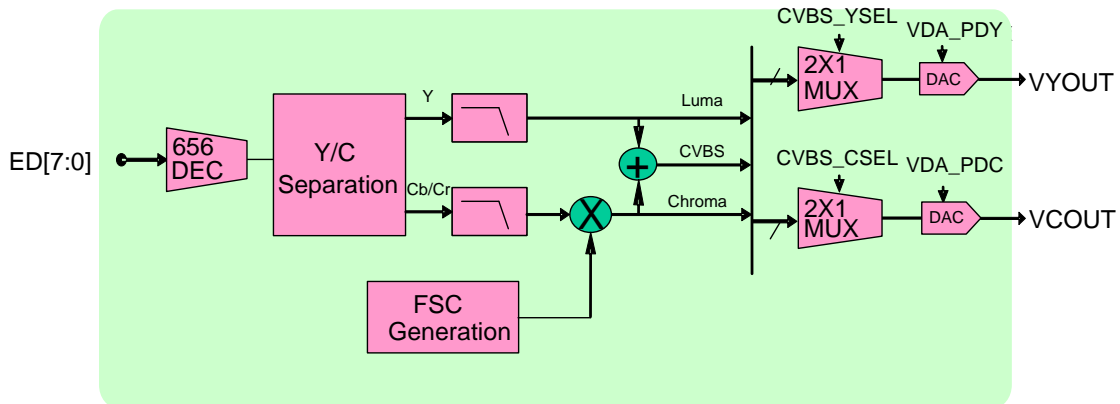 CVBS_YSEL
VDA_PDY
2X1
MUX
DAC
VYOUT
Y
Luma
656
DEC
ED[7:0]
Y/C
Separation
+
CVBS
CVBS_CSEL
VDA_PDC
Cb/Cr
X
Chroma
2X1
MUX
DAC
VCOUT
FSC
Generation